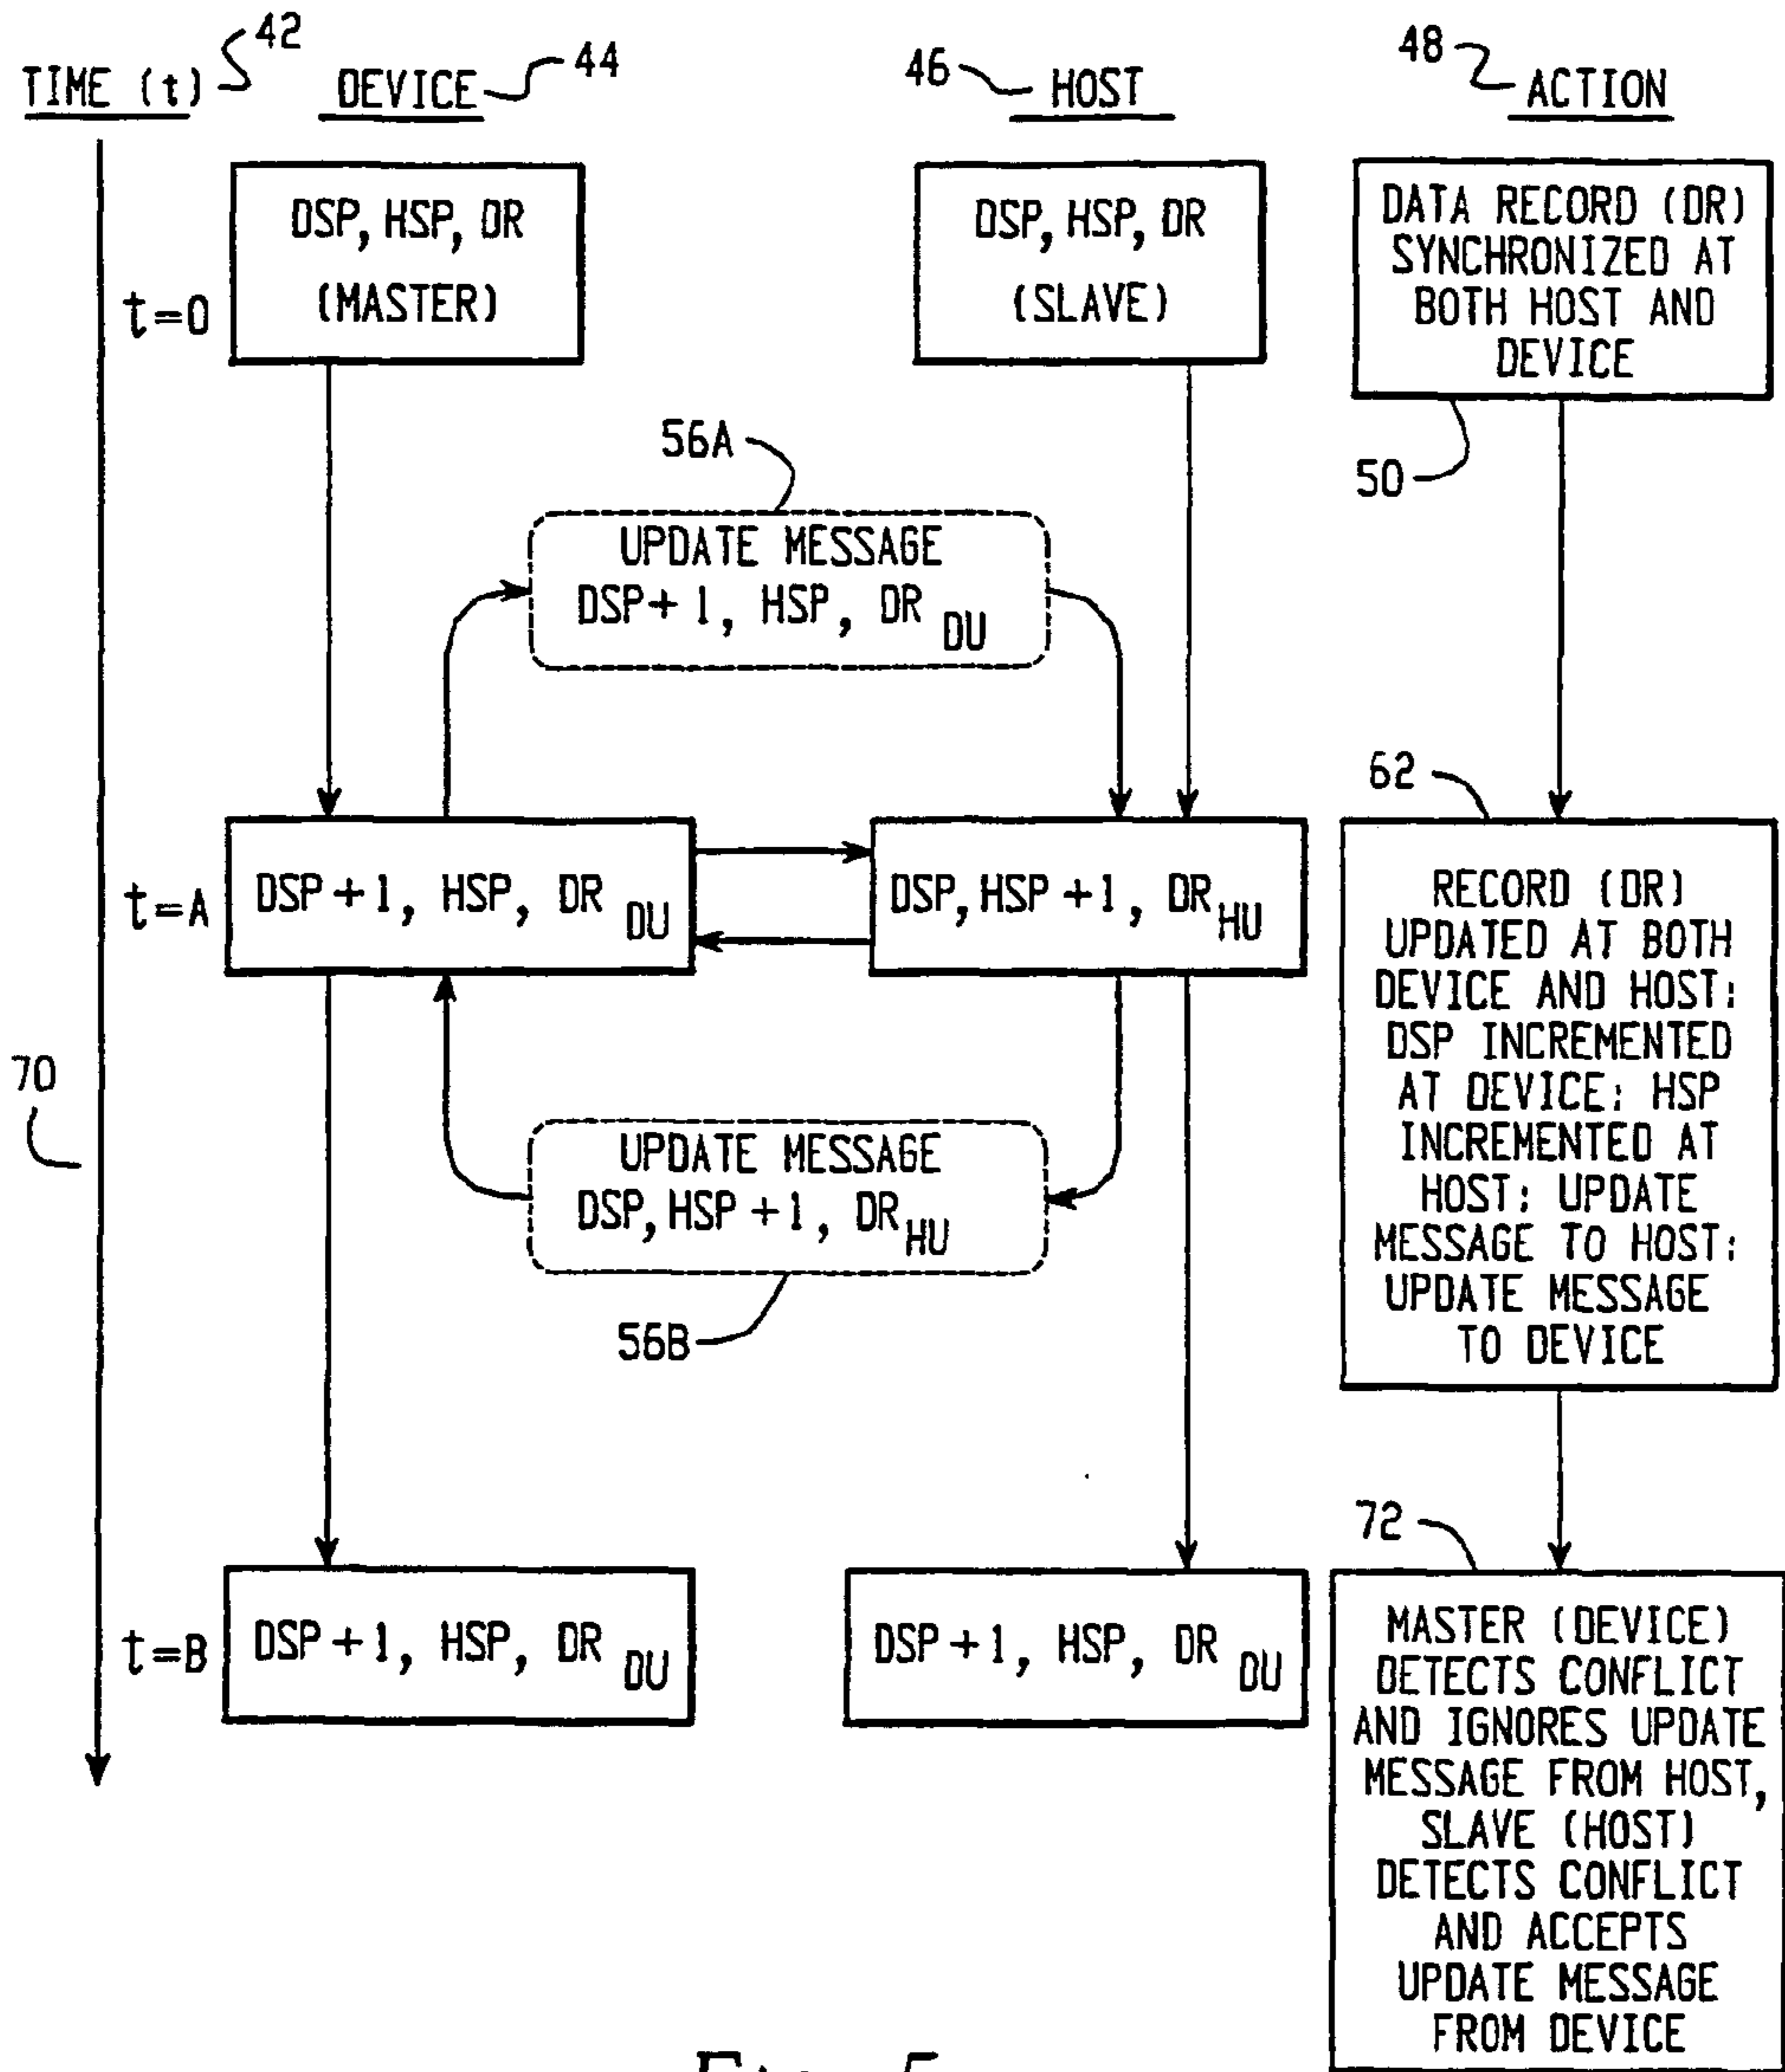 TIME (t) 42
DEVICE 44
46 HOST
48 ACTION
t=0
DSP, HSP, DR
(MASTER)
DSP, HSP, DR
(SLAVE)
DATA RECORD (DR)
SYNCHRONIZED AT
BOTH HOST AND
DEVICE
50
56A
UPDATE MESSAGE
DSP+1, HSP, DR DU
62
t=A
DSP+1, HSP, DR DU
DSP, HSP+1, DR HU
RECORD (DR)
UPDATED AT BOTH
DEVICE AND HOST;
DSP INCREMENTED
AT DEVICE; HSP
INCREMENTED AT
HOST; UPDATE
MESSAGE TO HOST;
UPDATE MESSAGE
TO DEVICE
70
UPDATE MESSAGE
DSP, HSP+1, DR HU
56B
72
t=B
DSP+1, HSP, DR DU
DSP+1, HSP, DR DU
MASTER (DEVICE)
DETECTS CONFLICT
AND IGNORES UPDATE
MESSAGE FROM HOST,
SLAVE (HOST)
DETECTS CONFLICT
AND ACCEPTS
UPDATE MESSAGE
FROM DEVICE